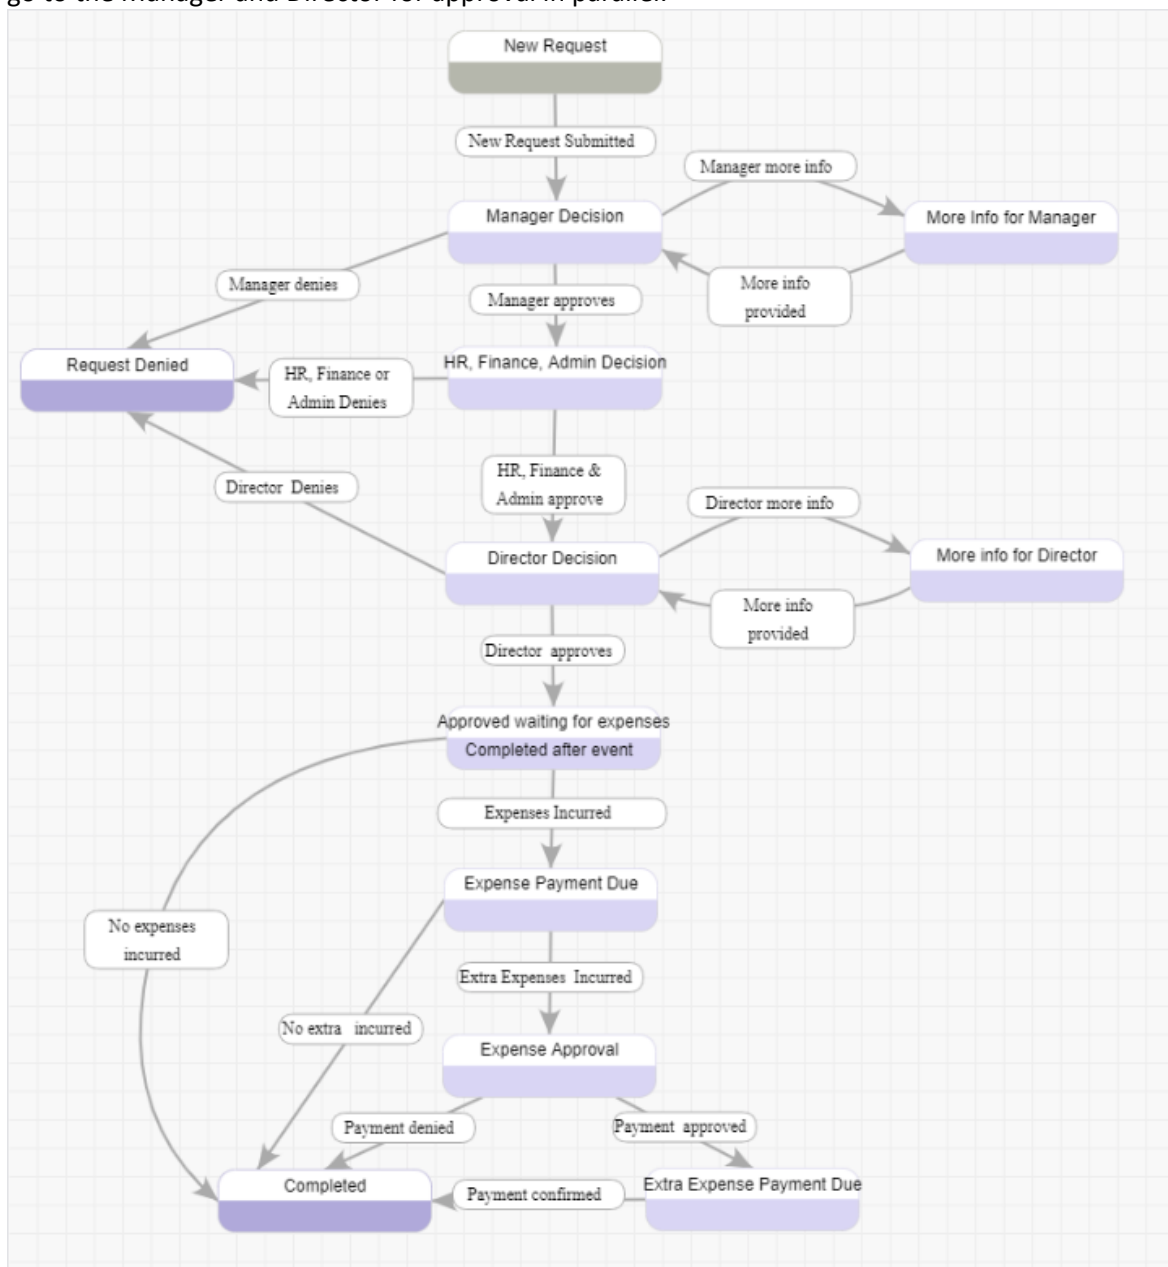 go to the Manager and Director for approval in parallel.
New Request
New Request Submitted
Manager more info
Manager Decision
More Info for Manager
Manager denies
More info
provided
Manager approves
Request Denied
HR, Finance or
Admin Denies
HR, Finance, Admin Decision
HR, Finance &
Admin approve
Director Denies
Director more info
Director Decision
More info for Director
More info
provided
Director approves
Approved waiting for expenses
Completed after event
Expenses Incurred
Expense Payment Due
No expenses
incurred
Extra Expenses Incurred
No extra incurred
Expense Approval
Payment denied
Payment approved
Completed
Payment confirmed
Extra Expense Payment Due